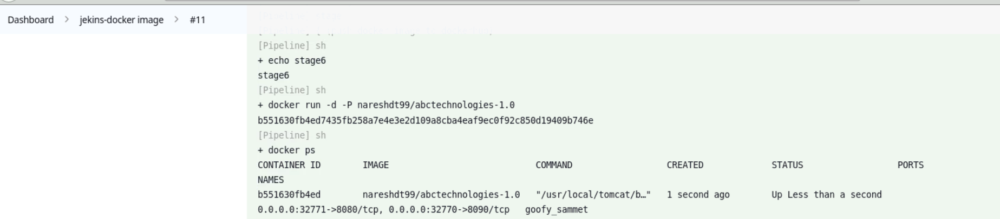 Dashboard > jekins-docker image > #11
[Pipeline] sh
+ echo stage6
stage6
[Pipeline] sh
+ docker run -d -P nareshdt99/abctechnologies-1.0
b551630fb4ed7435fb258a7e4e3e2d109a8cba4eaf9ec0f92c850d19409b746e
[Pipeline] sh
+ docker ps
CONTAINER ID IMAGE COMMAND CREATED STATUS PORTS
NAMES
b551630fb4ed nareshdt99/abctechnologies-1.0 "/usr/local/tomcat/b…" 1 second ago Up Less than a second
0.0.0.0:32771->8080/tcp, 0.0.0.0:32770->8090/tcp goofy_sammet